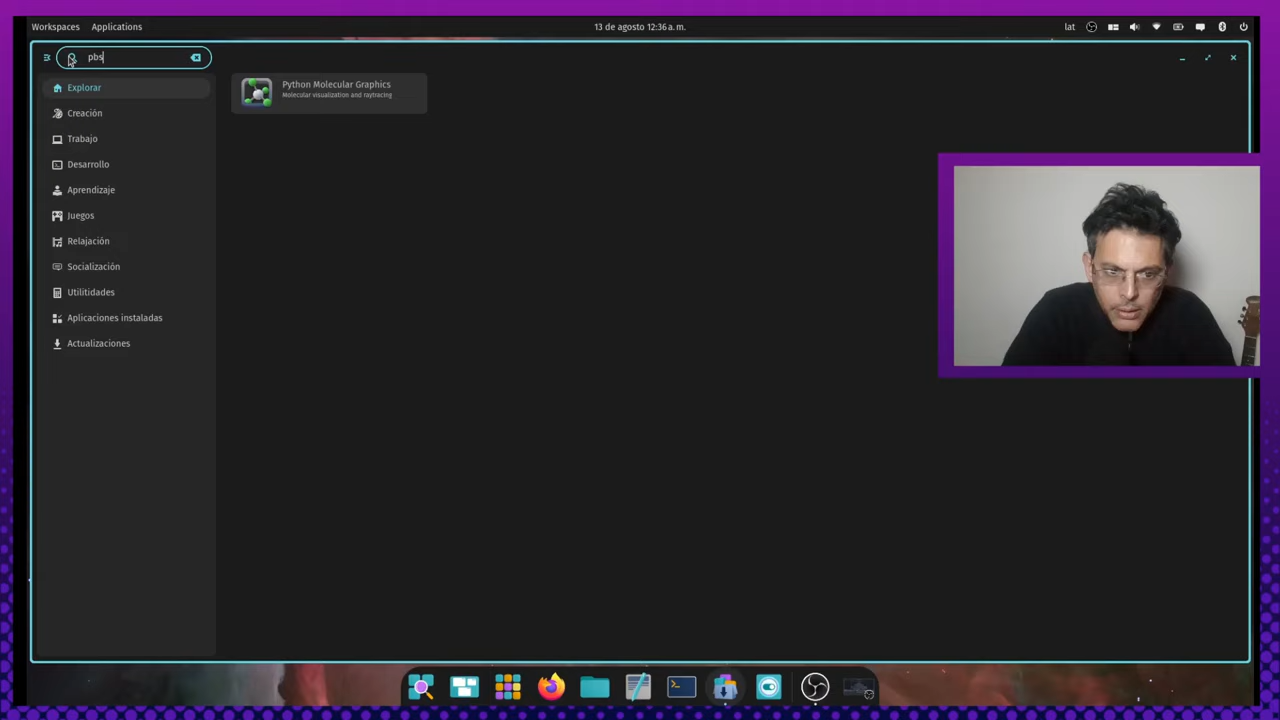 Workspaces Applications
13 de agosto 12:36 a. m.
lat
pbs
Explorar
Creación
Trabajo
Desarrollo
Aprendizaje
Juegos
Relajación
Socialización
Utilitidades
Aplicaciones instaladas
Actualizaciones
Python Molecular Graphics
Molecular visualization and raytracing